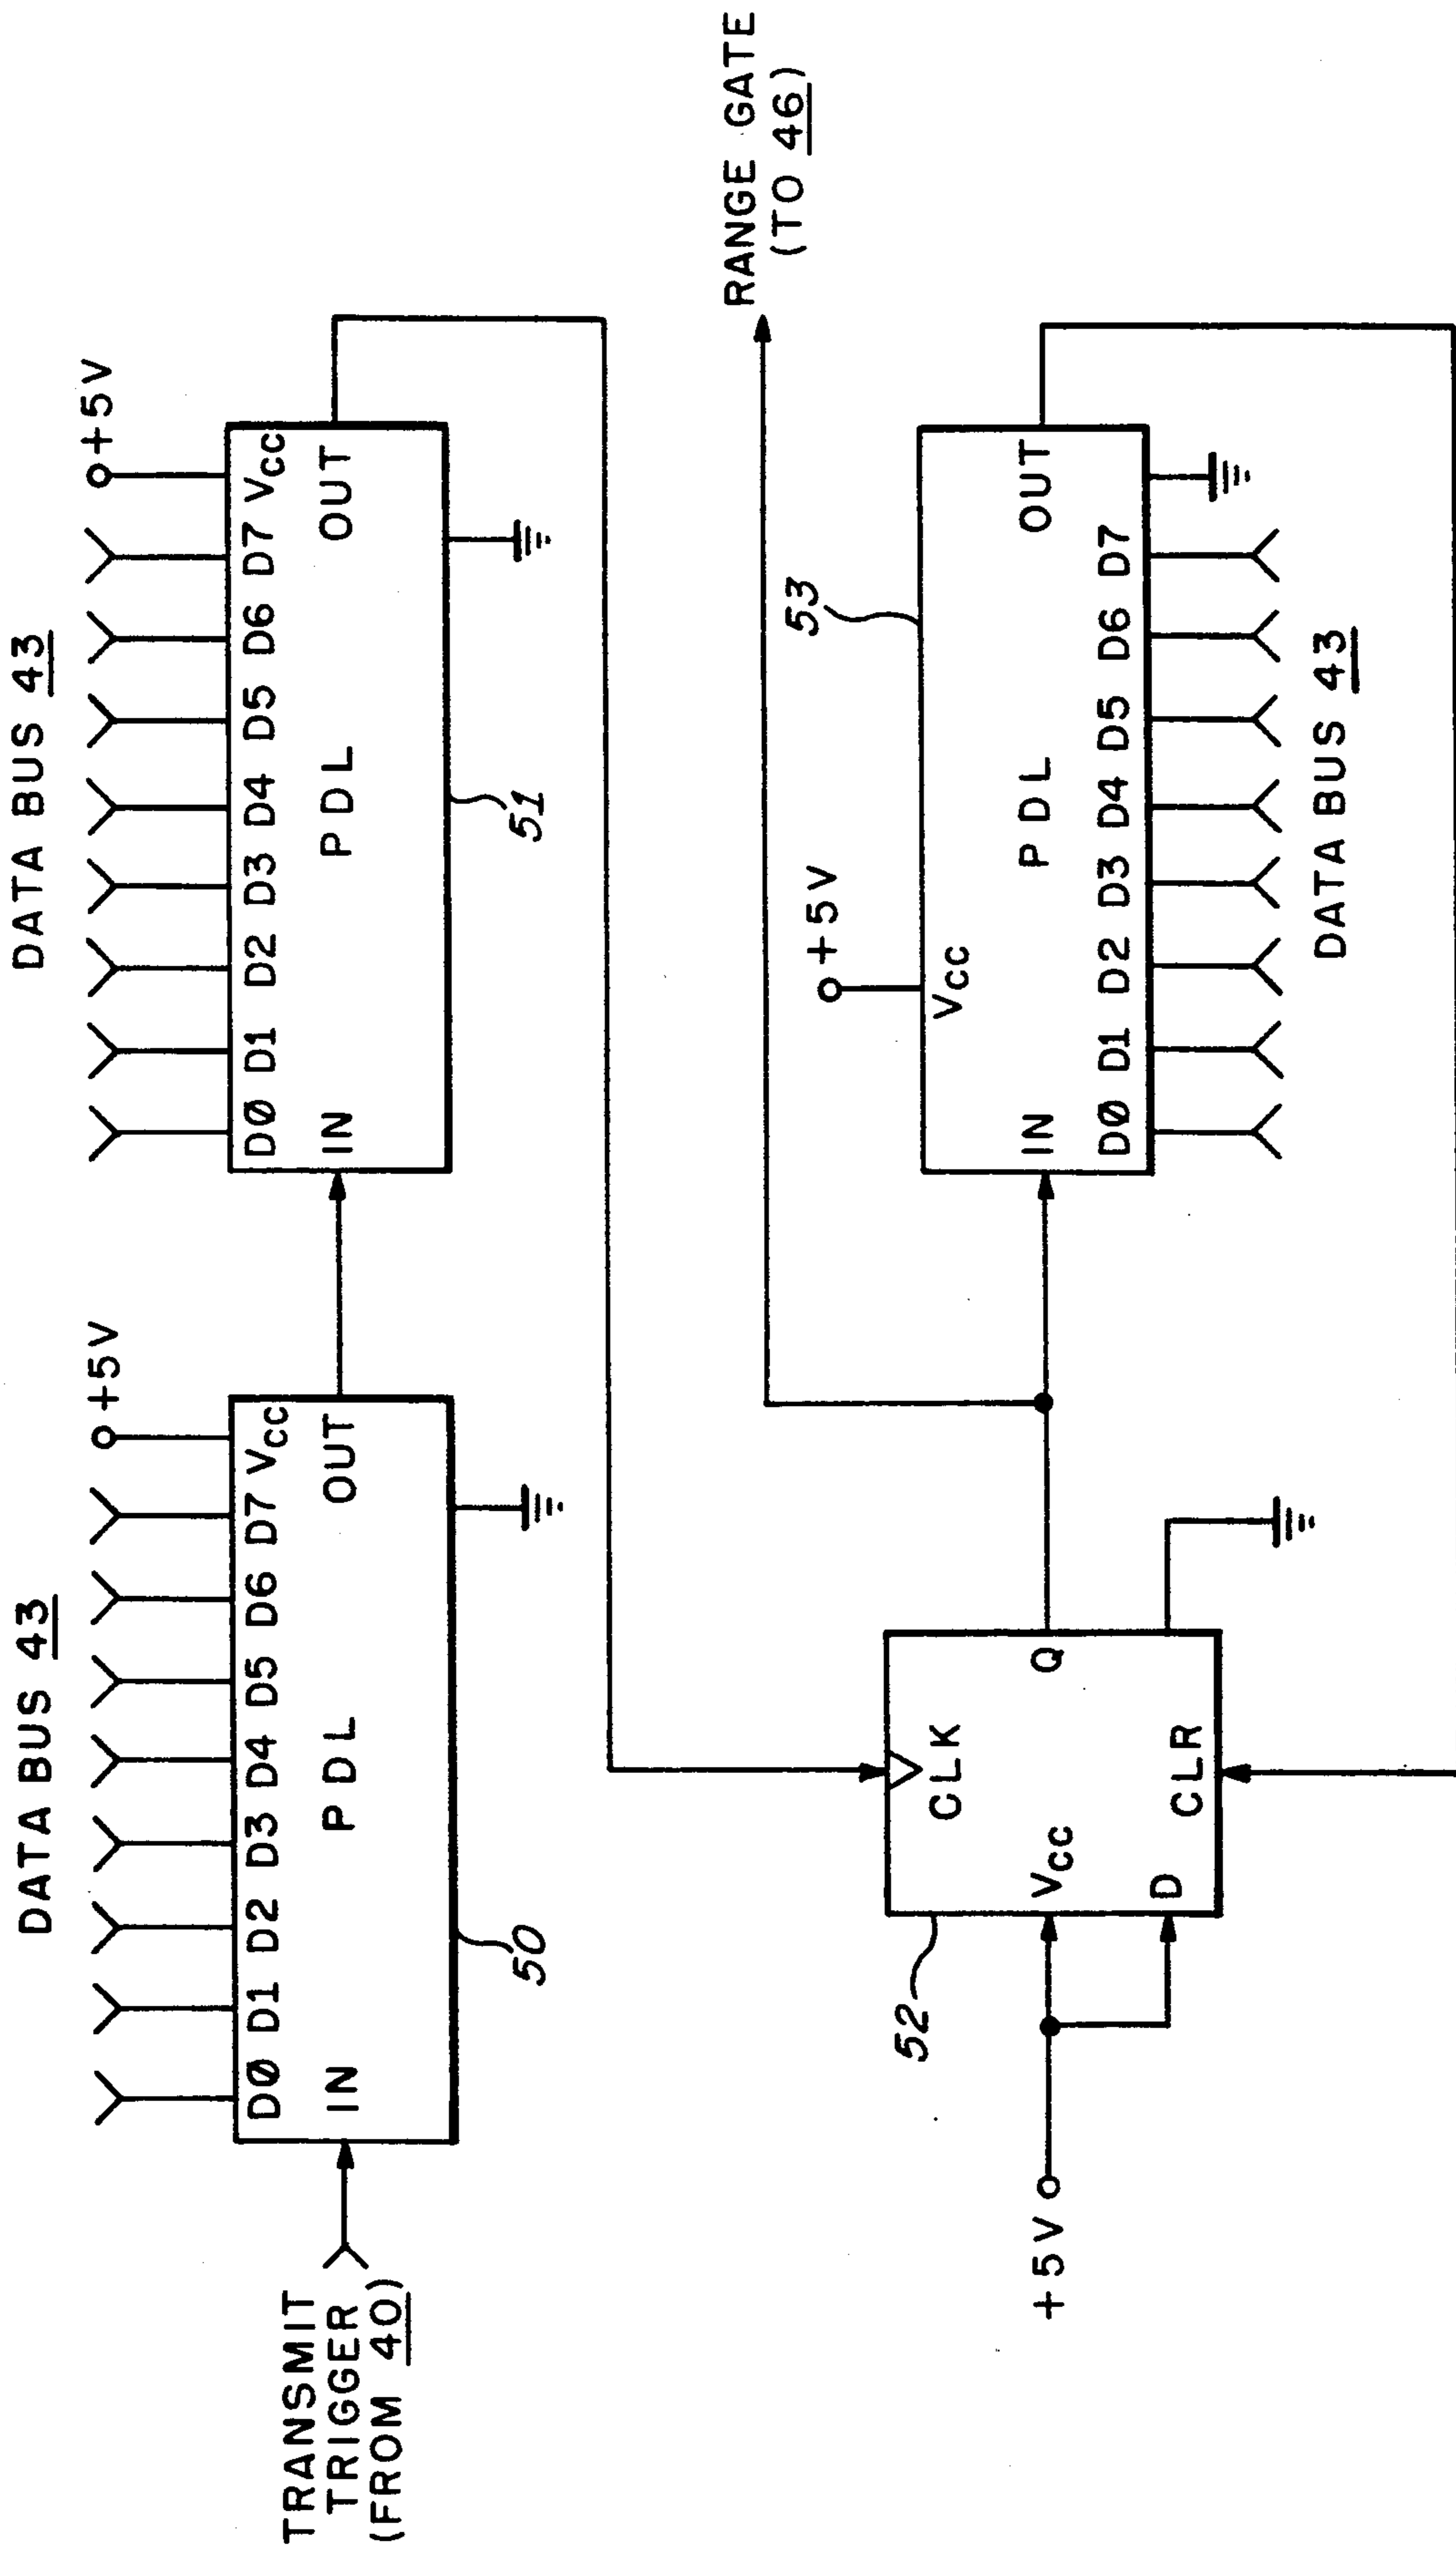 DATA BUS 43
+5V
D0 D1 D2 D3 D4 D5 D6 D7 VCC
IN
PDL
OUT
50
TRANSMIT
TRIGGER
(FROM 40)
DATA BUS 43
+5V
D0 D1 D2 D3 D4 D5 D6 D7 VCC
IN
PDL
OUT
51
RANGE GATE
(TO 46)
52
CLK
+5V
VCC
Q
D
CLR
53
+5V
VCC
IN
PDL
OUT
D0 D1 D2 D3 D4 D5 D6 D7
DATA BUS 43